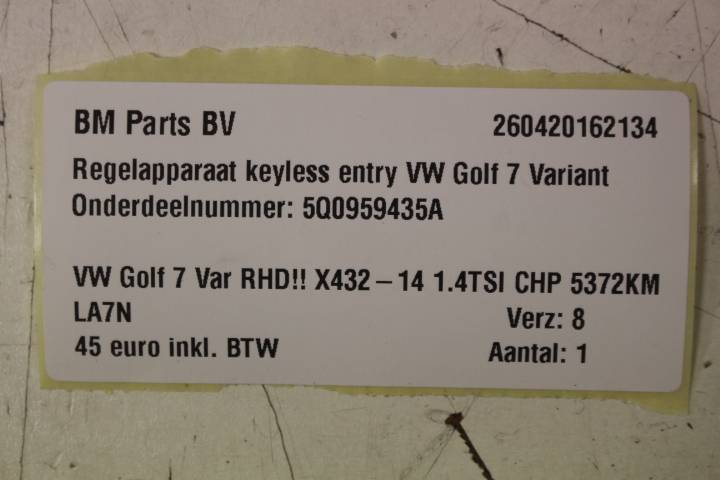 BM Parts BV 260420162134
Regelapparaat keyless entry VW Golf 7 Variant
Onderdeelnummer: 5Q0959435A
VW Golf 7 Var RHD!! X432 – 14 1.4TSI CHP 5372KM
LA7N Verz: 8
45 euro inkl. BTW Aantal: 1